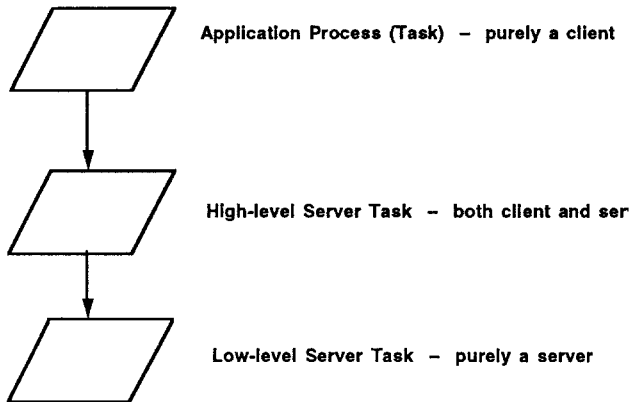 Application Process (Task) – purely a client
High-level Server Task – both client and ser
Low-level Server Task – purely a server